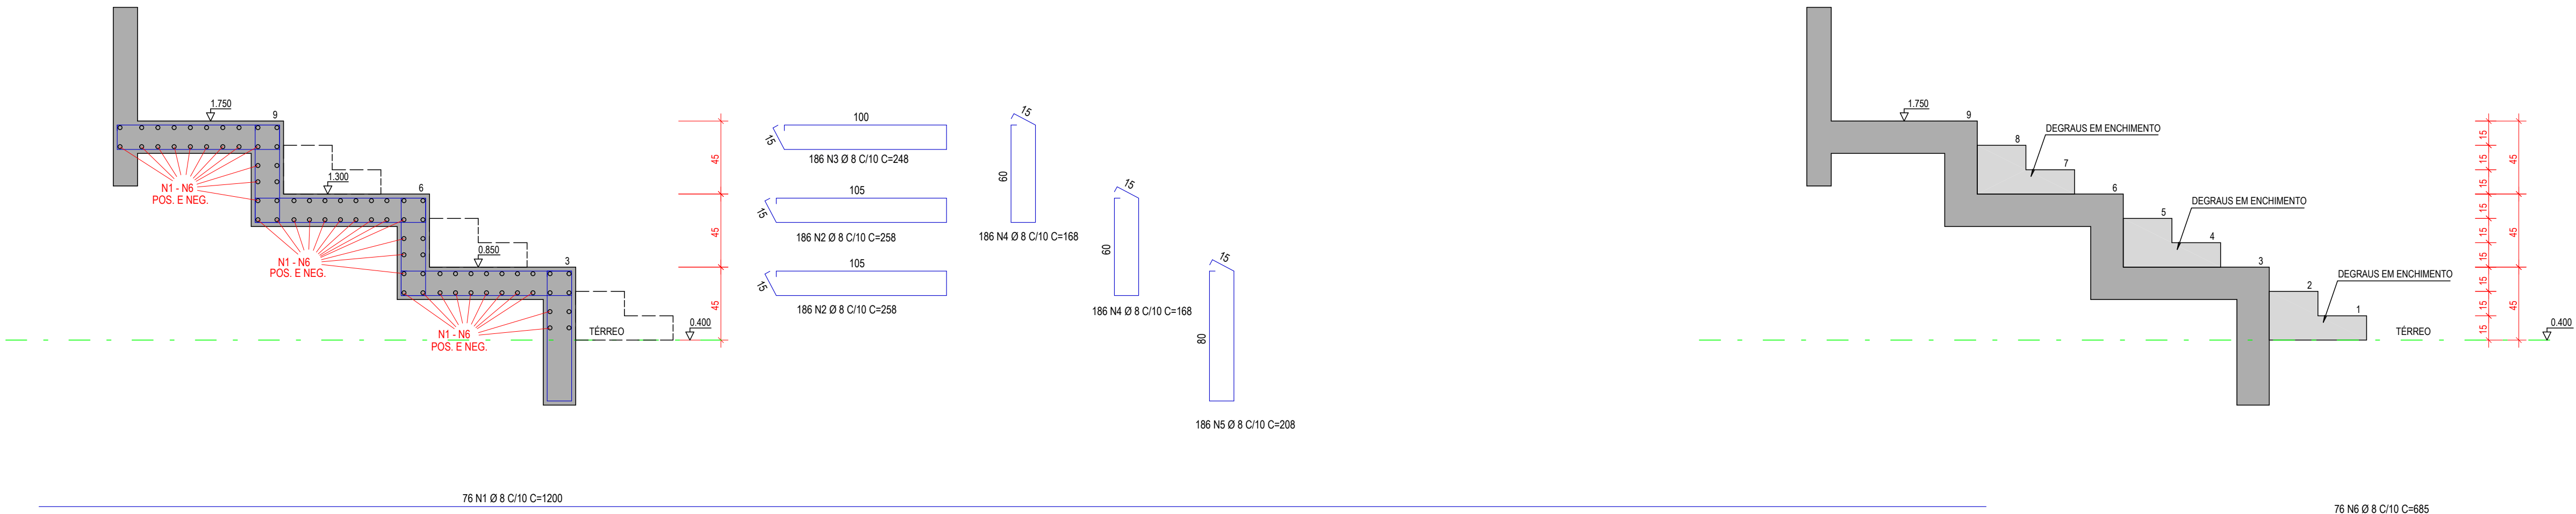 1.750
9
N1 - N6
POS. E NEG.
1.300
6
N1 - N6
POS. E NEG.
0.850
3
N1 - N6
POS. E NEG.
TÉRREO
0.400
45
45
45
100
15
186 N3 Ø 8 C/10 C=248
105
15
186 N2 Ø 8 C/10 C=258
105
15
186 N2 Ø 8 C/10 C=258
15
60
186 N4 Ø 8 C/10 C=168
15
60
186 N4 Ø 8 C/10 C=168
15
80
186 N5 Ø 8 C/10 C=208
1.750
9
DEGRAUS EM ENCHIMENTO
8
7
6
DEGRAUS EM ENCHIMENTO
5
4
3
DEGRAUS EM ENCHIMENTO
2
1
TÉRREO
0.400
15
15
15
15
15
15
15
15
15
45
45
45
76 N1 Ø 8 C/10 C=1200
76 N6 Ø 8 C/10 C=685